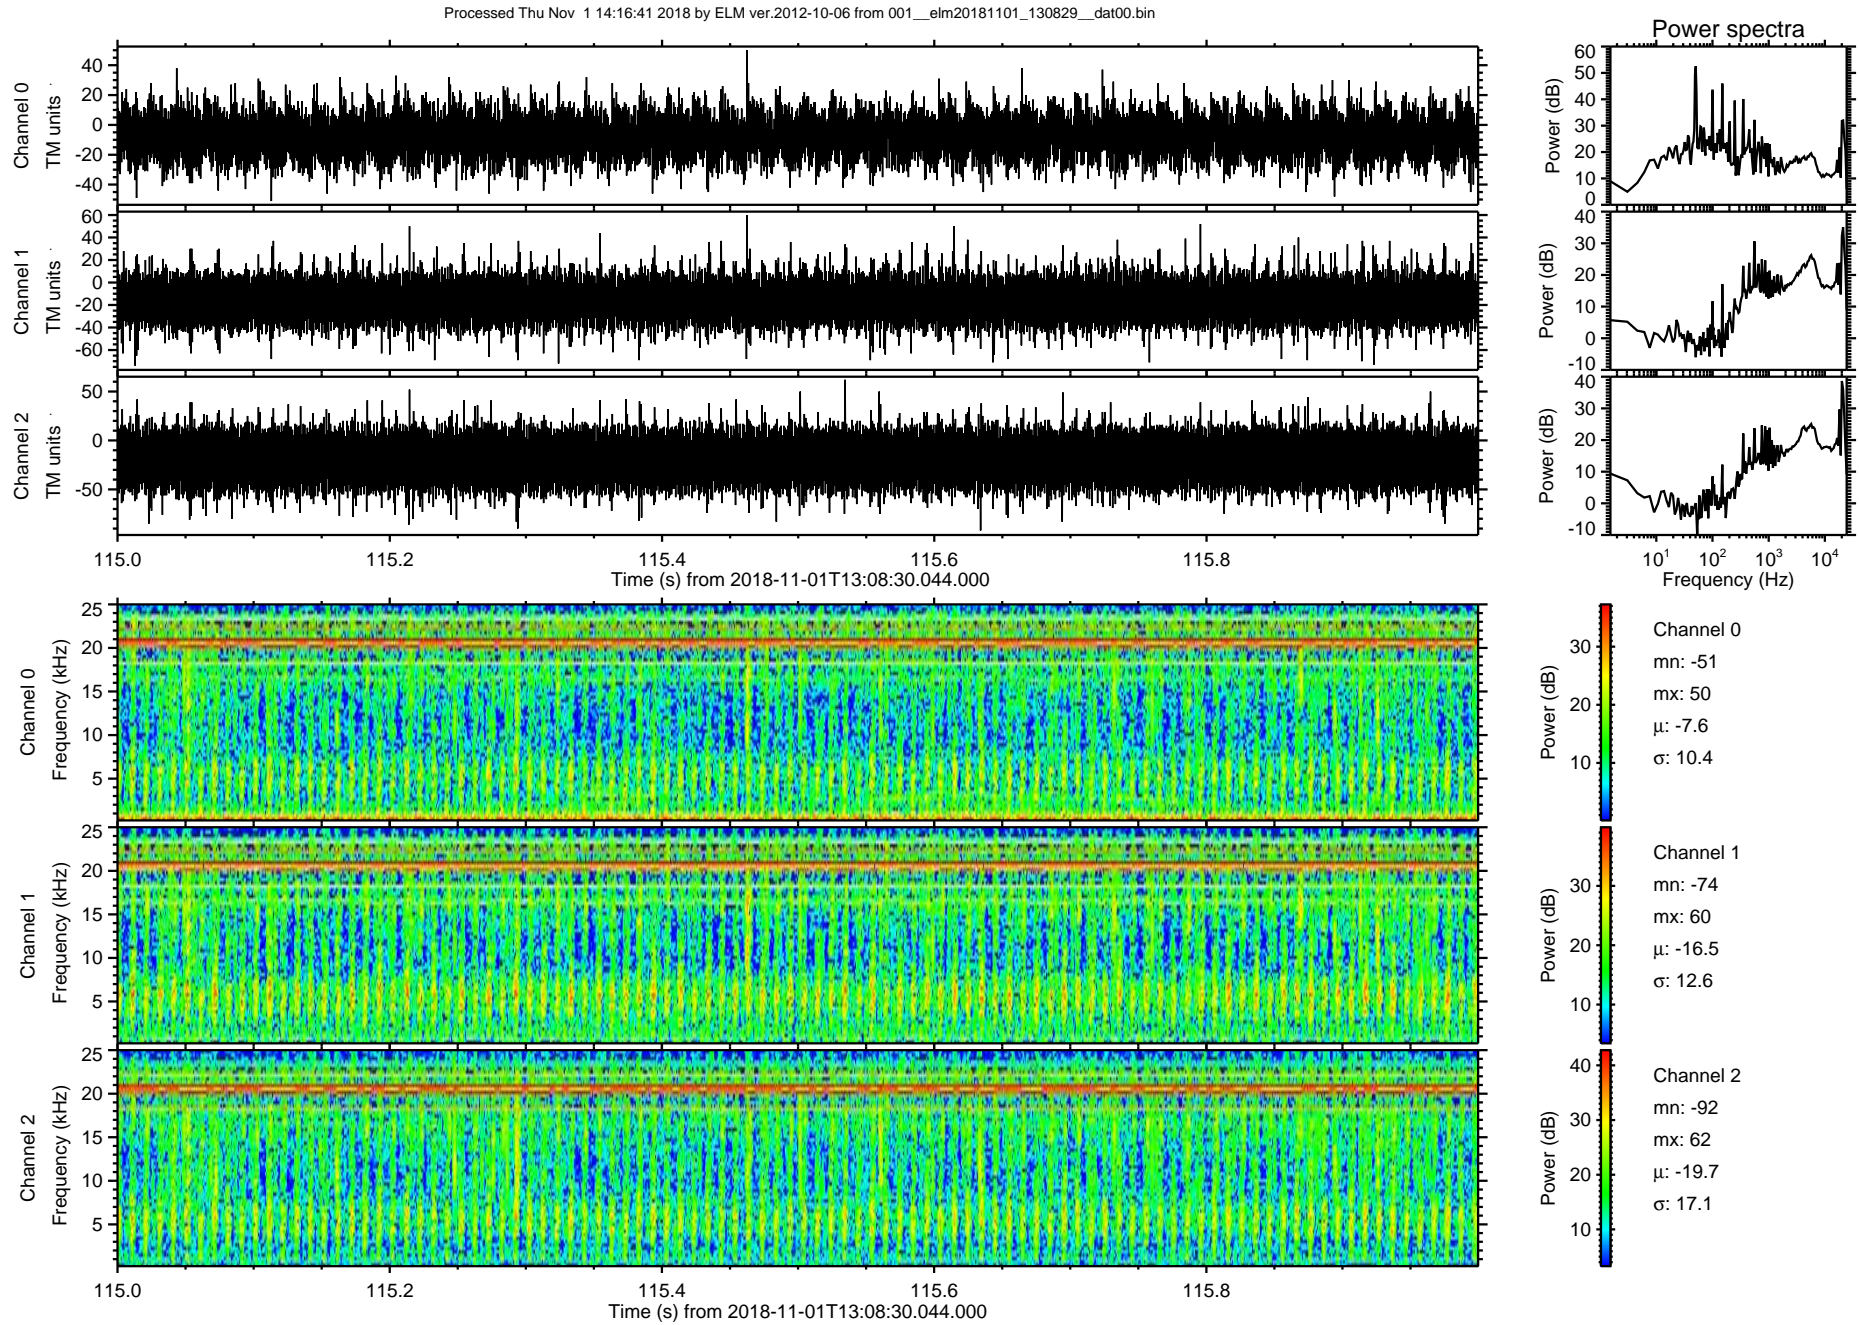 Processed Thu Nov  1 14:16:41 2018 by ELM ver.2012-10-06 from 001__elm20181101_130829__dat00.bin
Power spectra
Channel 0
TM units
40
20
0
-20
-40
Power (dB)
60
50
40
30
20
10
0
Channel 1
TM units
60
40
20
0
-20
-40
-60
Power (dB)
40
30
20
10
0
-10
Channel 2
TM units
50
0
-50
Power (dB)
40
30
20
10
0
-10
115.0 115.2 115.4 115.6 115.8
Time (s) from 2018-11-01T13:08:30.044.000
10^1 10^2 10^3 10^4
Frequency (Hz)
Channel 0
Frequency (kHz)
25
20
15
10
5
Power (dB)
30
20
10
Channel 0
mn: -51
mx: 50
μ: -7.6
σ: 10.4
Channel 1
Frequency (kHz)
25
20
15
10
5
Power (dB)
30
20
10
Channel 1
mn: -74
mx: 60
μ: -16.5
σ: 12.6
Channel 2
Frequency (kHz)
25
20
15
10
5
Power (dB)
40
30
20
10
Channel 2
mn: -92
mx: 62
μ: -19.7
σ: 17.1
115.0 115.2 115.4 115.6 115.8
Time (s) from 2018-11-01T13:08:30.044.000